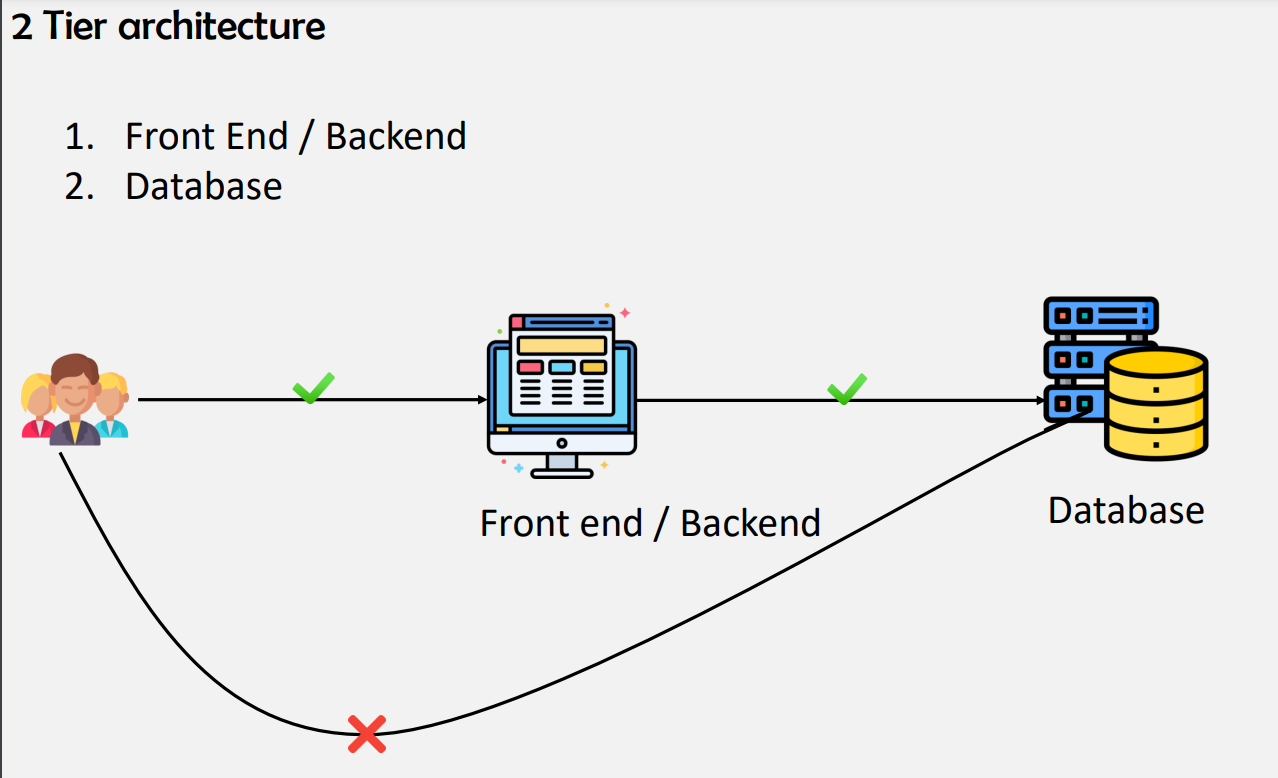 2 Tier architecture
1. Front End / Backend
2. Database
Front end / Backend
Database